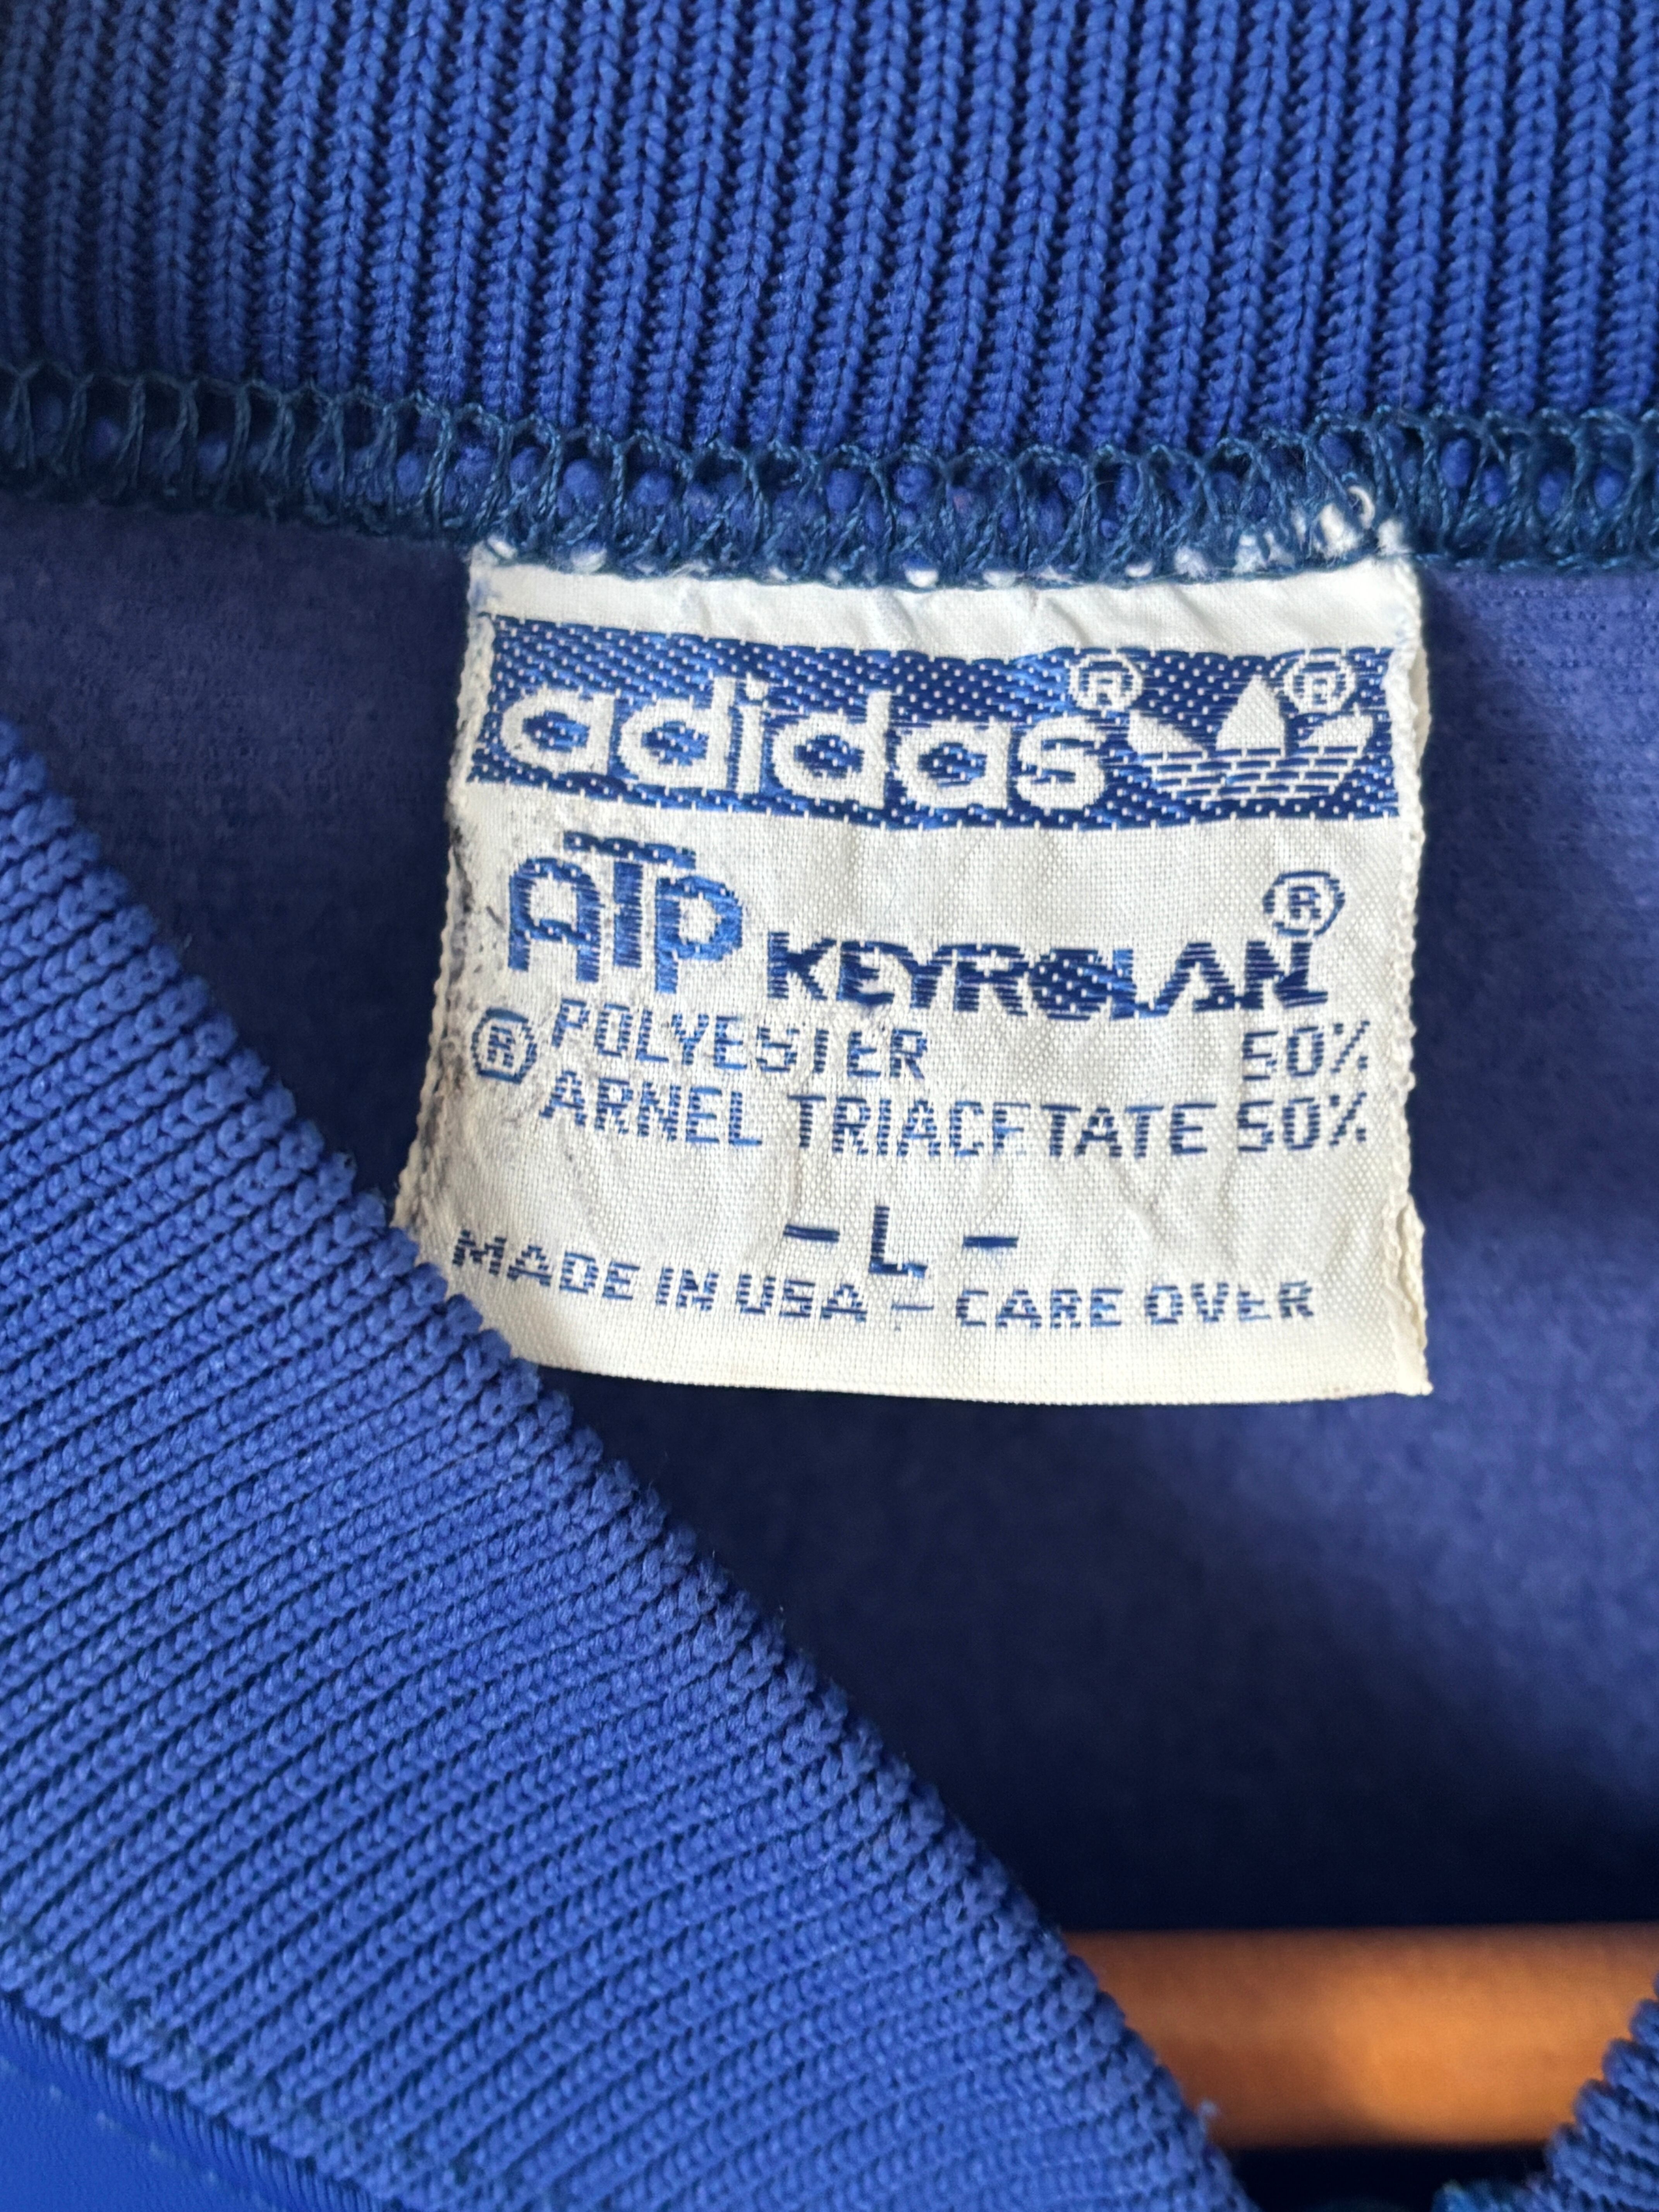 adidas® ®
ATP KEYROLAN®
POLYESTER 50%
® ARNEL TRIACETATE 50%
- L -
MADE IN USA - CARE OVER